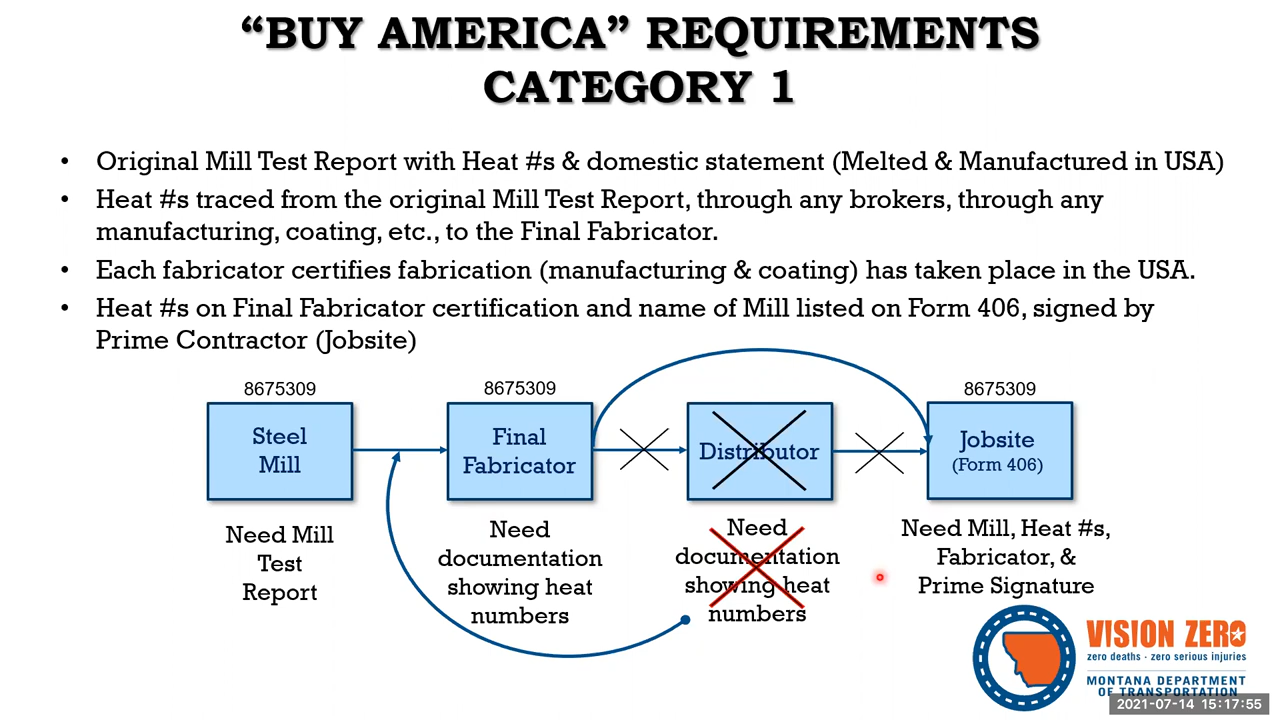 “BUY AMERICA” REQUIREMENTS
CATEGORY 1
• Original Mill Test Report with Heat #s & domestic statement (Melted & Manufactured in USA)
• Heat #s traced from the original Mill Test Report, through any brokers, through any
manufacturing, coating, etc., to the Final Fabricator.
• Each fabricator certifies fabrication (manufacturing & coating) has taken place in the USA.
• Heat #s on Final Fabricator certification and name of Mill listed on Form 406, signed by
Prime Contractor (Jobsite)
8675309
Steel
Mill
Need Mill
Test
Report
8675309
Final
Fabricator
Need
documentation
showing heat
numbers
Distributor
Need
documentation
showing heat
numbers
8675309
Jobsite
(Form 406)
Need Mill, Heat #s,
Fabricator, &
Prime Signature
VISION ZERO
zero deaths · zero serious injuries
MONTANA DEPARTMENT
OF TRANSPORTATION
2021-07-14 15:17:55